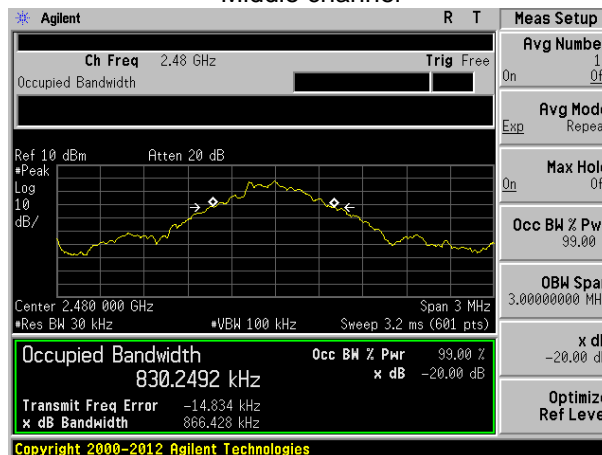 Middle channel
Agilent R T
Ch Freq 2.48 GHz Trig Free
Occupied Bandwidth
Ref 10 dBm Atten 20 dB
#Peak
Log
10
dB/
Center 2.480 000 GHz Span 3 MHz
#Res BW 30 kHz #VBW 100 kHz Sweep 3.2 ms (601 pts)
Occupied Bandwidth
830.2492 kHz
Occ BW % Pwr 99.00 %
x dB -20.00 dB
Transmit Freq Error -14.834 kHz
x dB Bandwidth 866.428 kHz
Copyright 2000-2012 Agilent Technologies
Meas Setup
Avg Numbe
1
On Of
Avg Mod
Exp Repea
Max Hol
On Of
Occ BW % Pw
99.00
OBW Spa
3.00000000 MH
x d
-20.00 d
Optimiz
Ref Leve